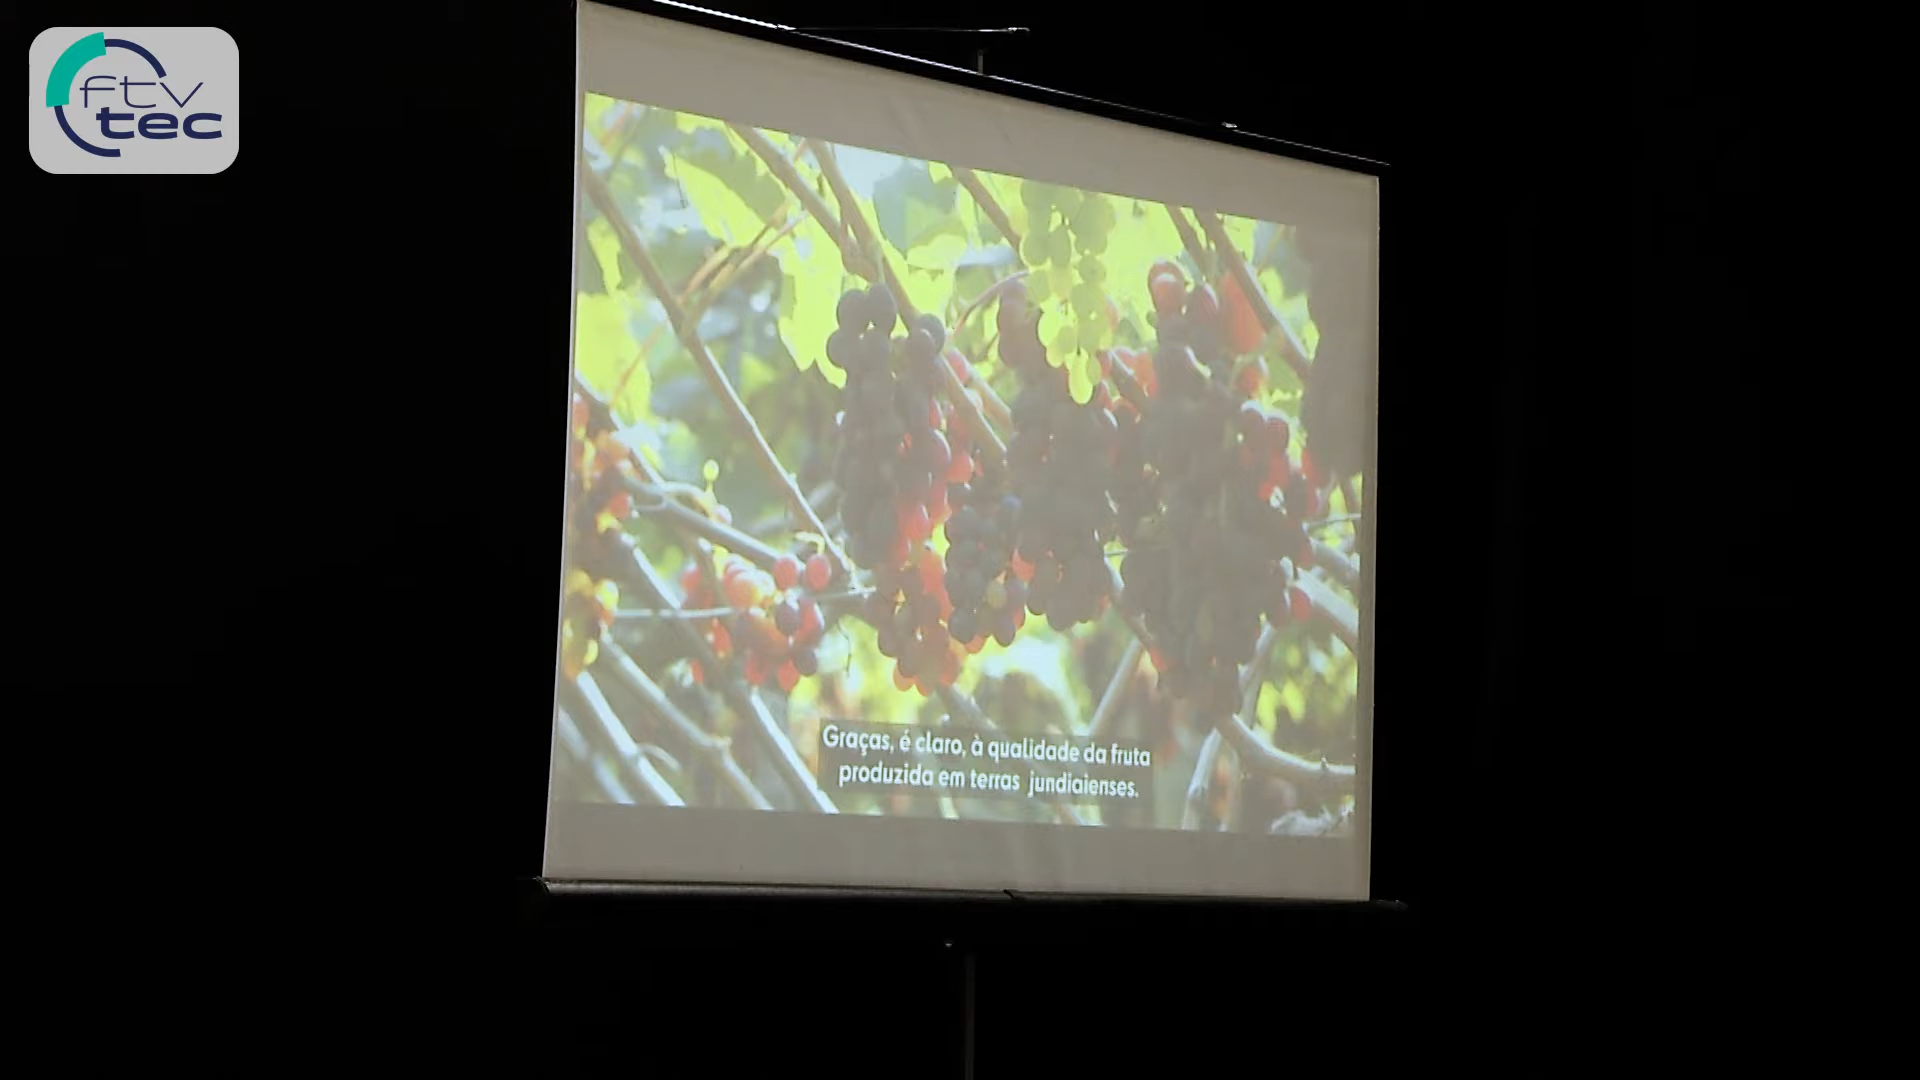 ftv
tec
Graças, é claro, à qualidade da fruta
produzida em terras jundiaienses.